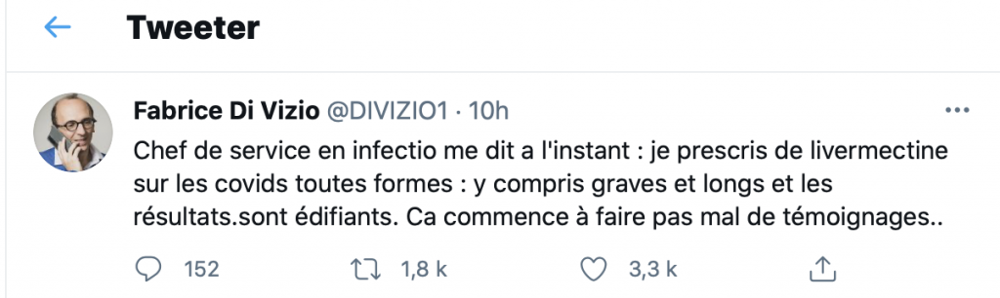 Tweeter
Fabrice Di Vizio @DIVIZIO1 · 10h
Chef de service en infectio me dit a l'instant : je prescris de livermectine
sur les covids toutes formes : y compris graves et longs et les
résultats.sont édifiants. Ca commence à faire pas mal de témoignages..
152 1,8 k 3,3 k